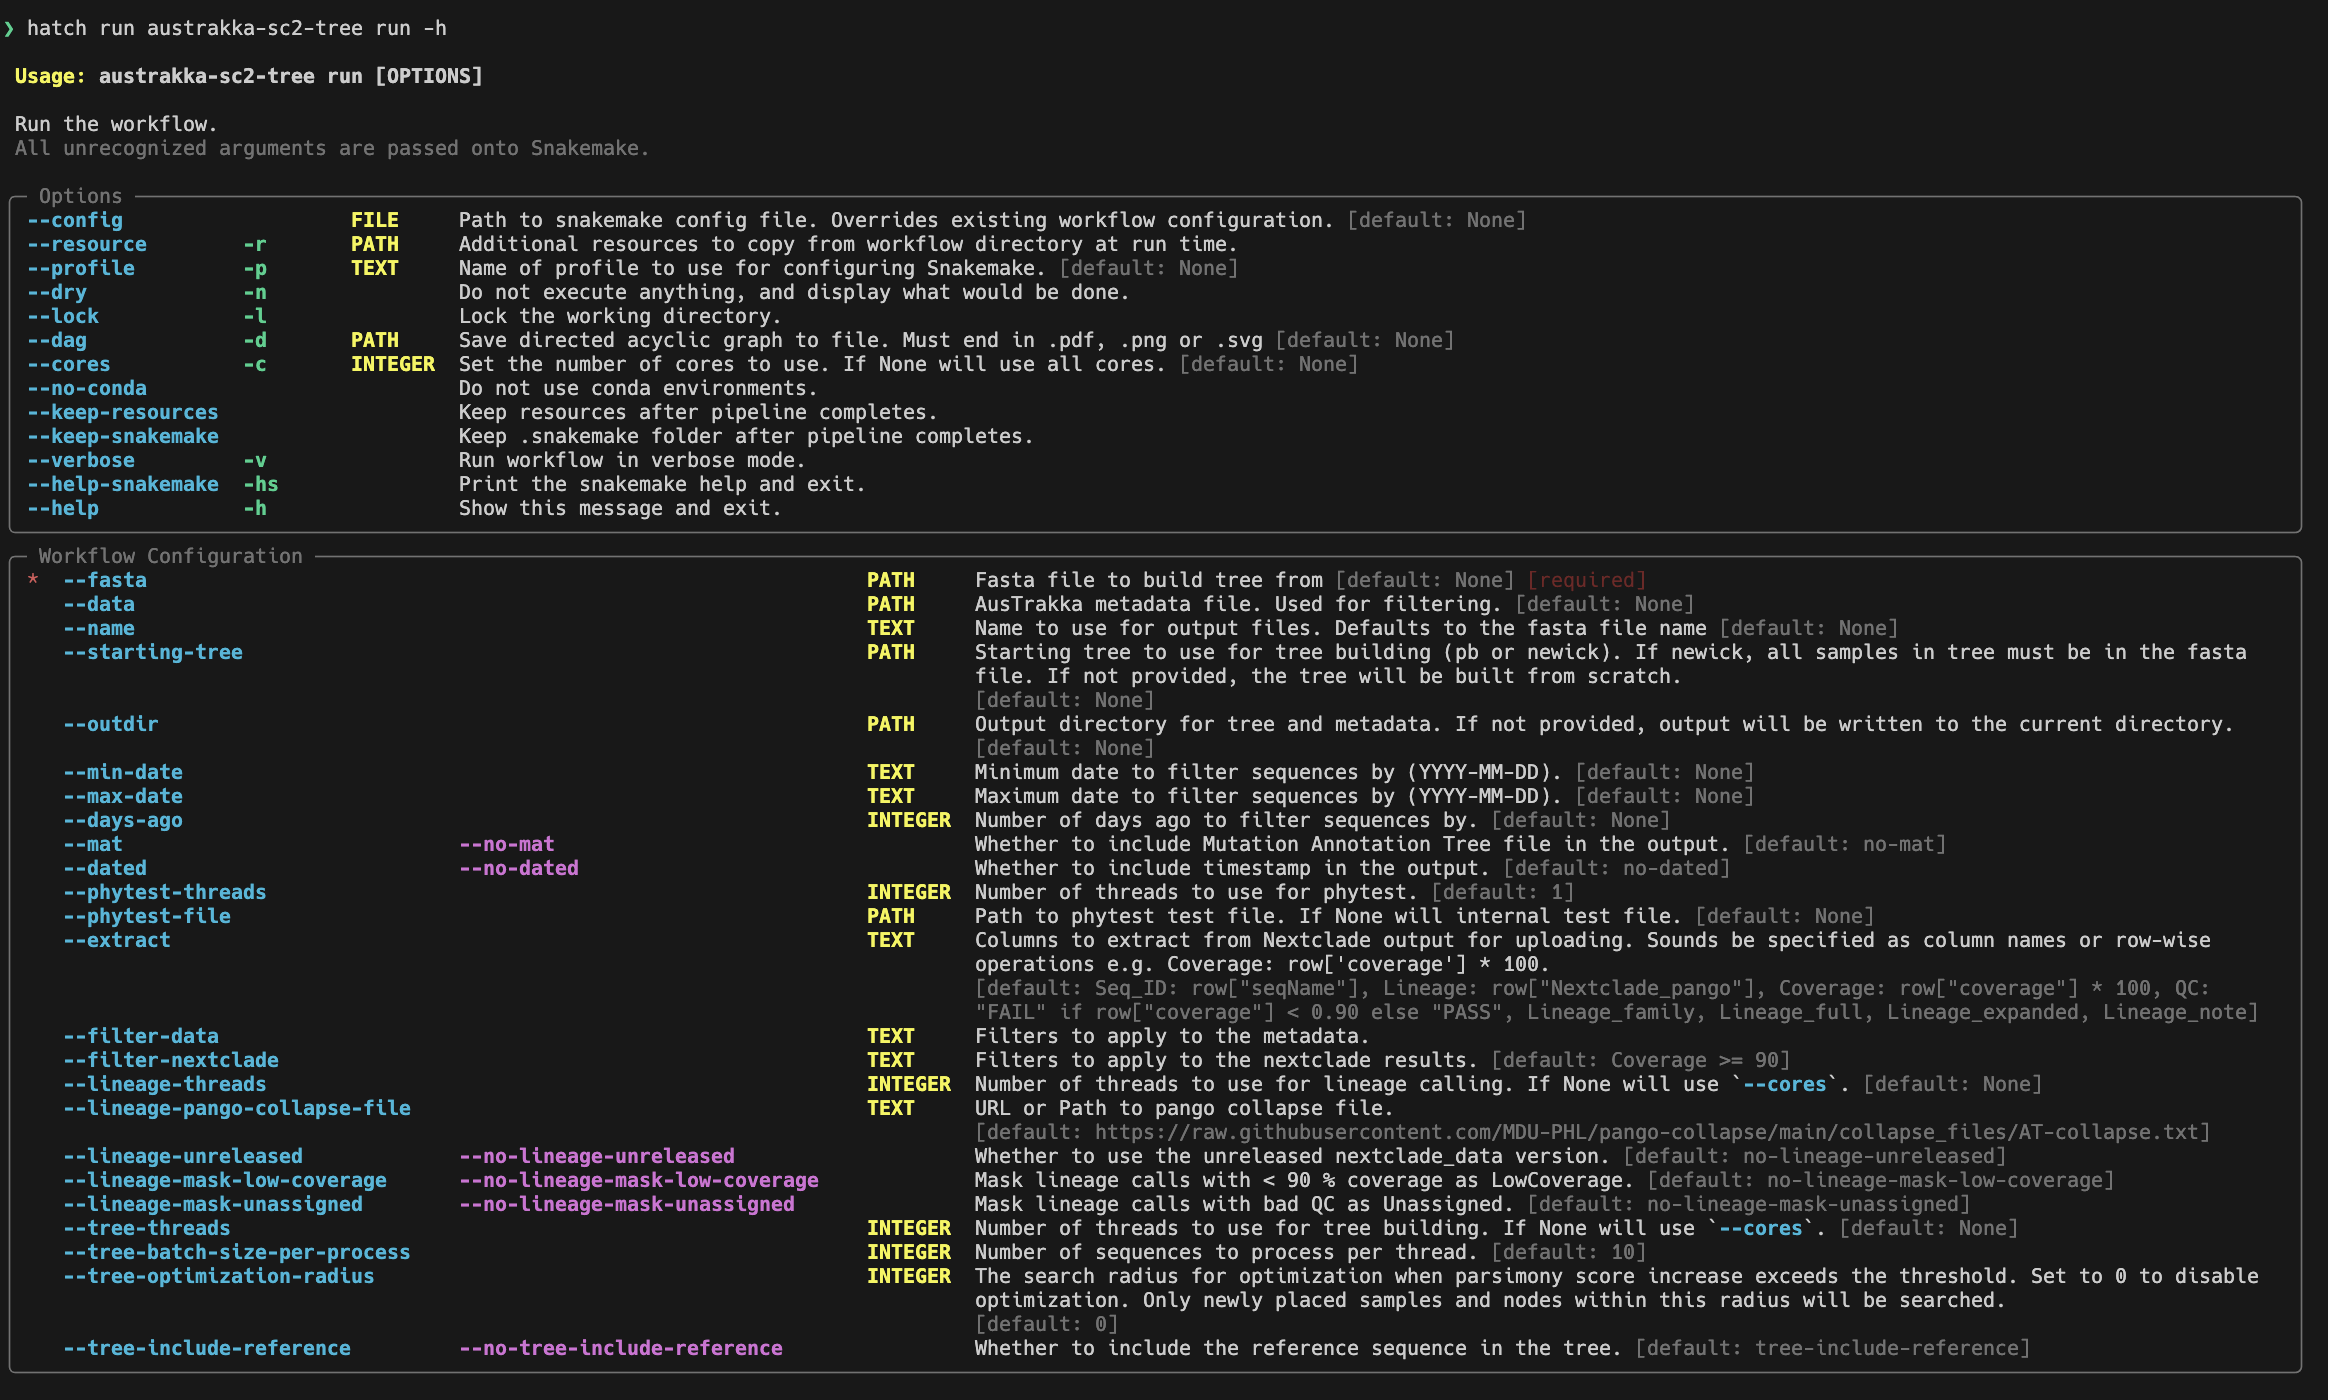 ❯ hatch run austrakka-sc2-tree run -h
Usage: austrakka-sc2-tree run [OPTIONS]
Run the workflow.
All unrecognized arguments are passed onto Snakemake.
Options
--config FILE Path to snakemake config file. Overrides existing workflow configuration. [default: None]
--resource -r PATH Additional resources to copy from workflow directory at run time.
--profile -p TEXT Name of profile to use for configuring Snakemake. [default: None]
--dry -n Do not execute anything, and display what would be done.
--lock -l Lock the working directory.
--dag -d PATH Save directed acyclic graph to file. Must end in .pdf, .png or .svg [default: None]
--cores -c INTEGER Set the number of cores to use. If None will use all cores. [default: None]
--no-conda Do not use conda environments.
--keep-resources Keep resources after pipeline completes.
--keep-snakemake Keep .snakemake folder after pipeline completes.
--verbose -v Run workflow in verbose mode.
--help-snakemake -hs Print the snakemake help and exit.
--help -h Show this message and exit.
Workflow Configuration
* --fasta PATH Fasta file to build tree from [default: None] [required]
--data PATH AusTrakka metadata file. Used for filtering. [default: None]
--name TEXT Name to use for output files. Defaults to the fasta file name [default: None]
--starting-tree PATH Starting tree to use for tree building (pb or newick). If newick, all samples in tree must be in the fasta
file. If not provided, the tree will be built from scratch.
[default: None]
--outdir PATH Output directory for tree and metadata. If not provided, output will be written to the current directory.
[default: None]
--min-date TEXT Minimum date to filter sequences by (YYYY-MM-DD). [default: None]
--max-date TEXT Maximum date to filter sequences by (YYYY-MM-DD). [default: None]
--days-ago INTEGER Number of days ago to filter sequences by. [default: None]
--mat --no-mat Whether to include Mutation Annotation Tree file in the output. [default: no-mat]
--dated --no-dated Whether to include timestamp in the output. [default: no-dated]
--phytest-threads INTEGER Number of threads to use for phytest. [default: 1]
--phytest-file PATH Path to phytest test file. If None will internal test file. [default: None]
--extract TEXT Columns to extract from Nextclade output for uploading. Sounds be specified as column names or row-wise
operations e.g. Coverage: row['coverage'] * 100.
[default: Seq_ID: row["seqName"], Lineage: row["Nextclade_pango"], Coverage: row["coverage"] * 100, QC:
"FAIL" if row["coverage"] < 0.90 else "PASS", Lineage_family, Lineage_full, Lineage_expanded, Lineage_note]
--filter-data TEXT Filters to apply to the metadata.
--filter-nextclade TEXT Filters to apply to the nextclade results. [default: Coverage >= 90]
--lineage-threads INTEGER Number of threads to use for lineage calling. If None will use `--cores`. [default: None]
--lineage-pango-collapse-file TEXT URL or Path to pango collapse file.
[default: https://raw.githubusercontent.com/MDU-PHL/pango-collapse/main/collapse_files/AT-collapse.txt]
--lineage-unreleased --no-lineage-unreleased Whether to use the unreleased nextclade_data version. [default: no-lineage-unreleased]
--lineage-mask-low-coverage --no-lineage-mask-low-coverage Mask lineage calls with < 90 % coverage as LowCoverage. [default: no-lineage-mask-low-coverage]
--lineage-mask-unassigned --no-lineage-mask-unassigned Mask lineage calls with bad QC as Unassigned. [default: no-lineage-mask-unassigned]
--tree-threads INTEGER Number of threads to use for tree building. If None will use `--cores`. [default: None]
--tree-batch-size-per-process INTEGER Number of sequences to process per thread. [default: 10]
--tree-optimization-radius INTEGER The search radius for optimization when parsimony score increase exceeds the threshold. Set to 0 to disable
optimization. Only newly placed samples and nodes within this radius will be searched.
[default: 0]
--tree-include-reference --no-tree-include-reference Whether to include the reference sequence in the tree. [default: tree-include-reference]